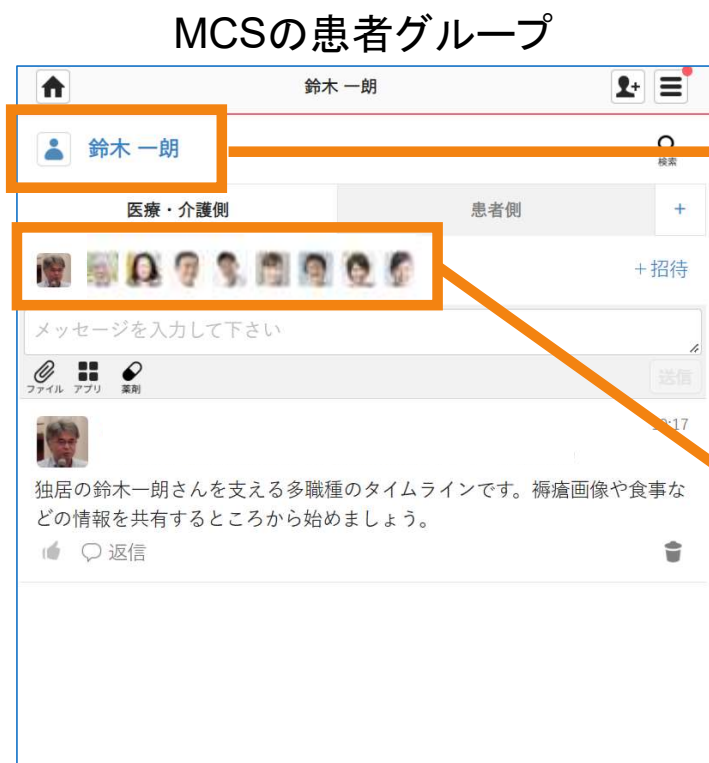 MCSの患者グループ
鈴木 一朗
鈴木 一朗
検索
医療・介護側
患者側
+
+招待
メッセージを入力して下さい
ファイル アプリ 薬剤
送信
独居の鈴木一朗さんを支える多職種のタイムラインです。褥瘡画像や食事な
どの情報を共有するところから始めましょう。
返信